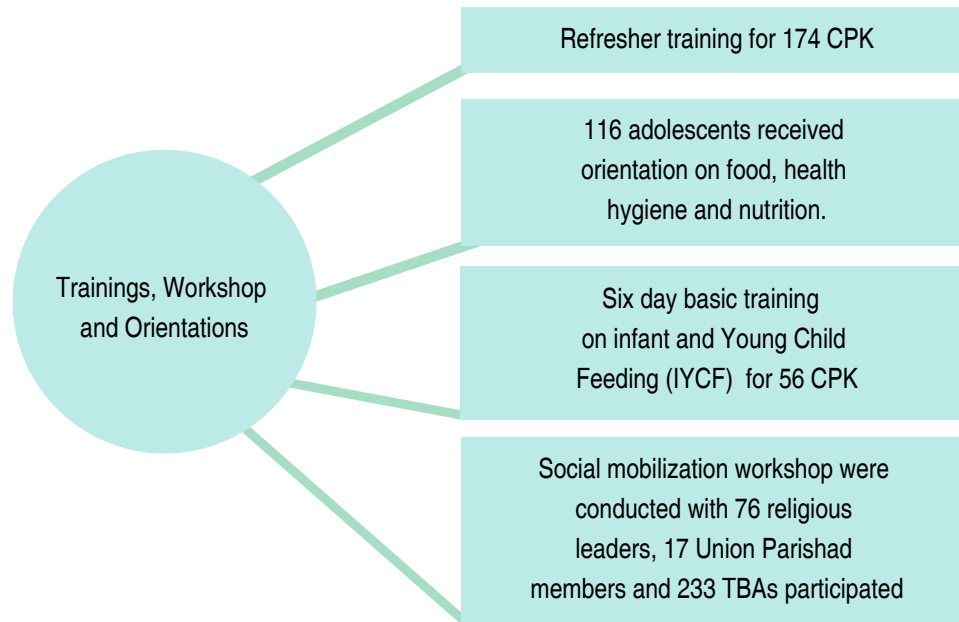 Trainings, Workshop
and Orientations
Refresher training for 174 CPK
116 adolescents received
orientation on food, health
hygiene and nutrition.
Six day basic training
on infant and Young Child
Feeding (IYCF) for 56 CPK
Social mobilization workshop were
conducted with 76 religious
leaders, 17 Union Parishad
members and 233 TBAs participated